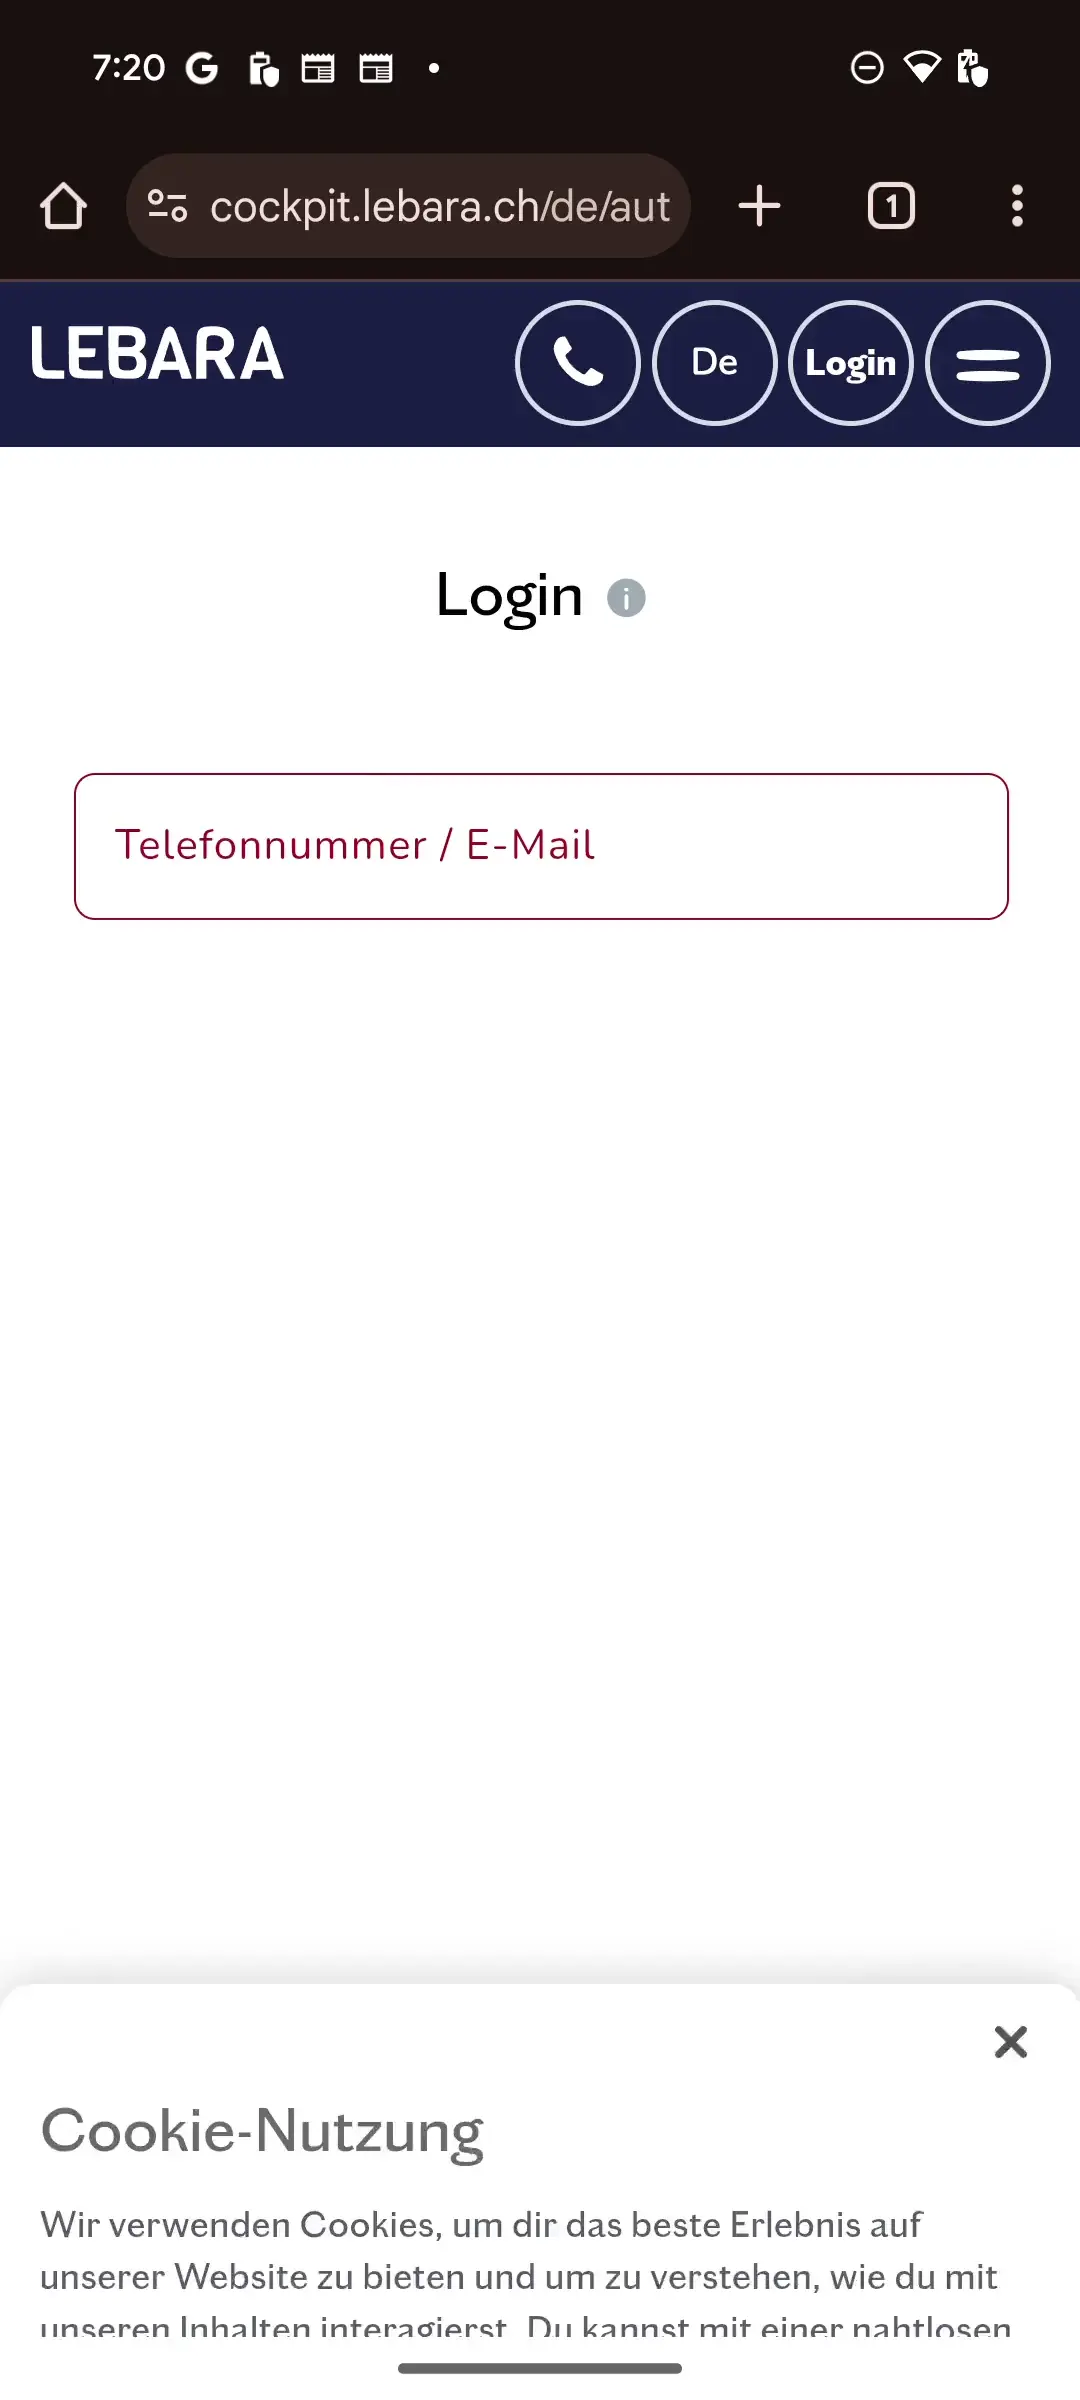 7:20
cockpit.lebara.ch/de/aut
1
LEBARA
De
Login
Login
Telefonnummer / E-Mail
Cookie-Nutzung
Wir verwenden Cookies, um dir das beste Erlebnis auf
unserer Website zu bieten und um zu verstehen, wie du mit
unseren Inhalten interagierst. Du kannst mit einer nahtlosen